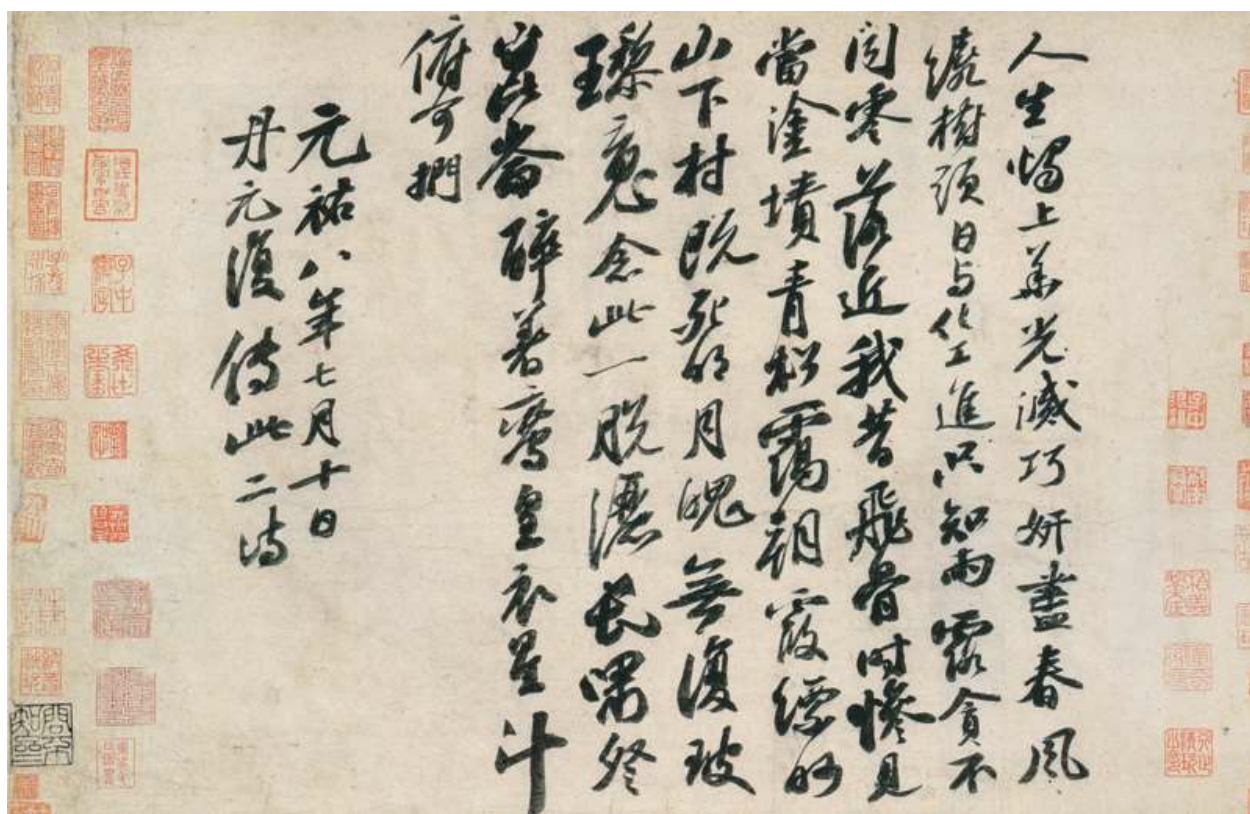 人生燭上華光滅巧妍盡春風
繞樹頭日与化工進只知雨露貪不
聞零落近我昔飛骨時慘見
當塗墳青松靄朝霞縹緲
山下村既死明月魄無復玻
瓈魂念此一脫灑長嘯登
崑崙醉著鸞皇衣星斗
俯可捫
元祐八年七月十日
丹元復傳此二詩